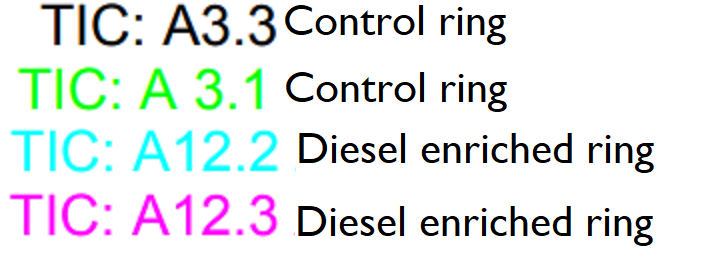 TIC: A3.3 Control ring
TIC: A 3.1 Control ring
TIC: A12.2 Diesel enriched ring
TIC: A12.3 Diesel enriched ring